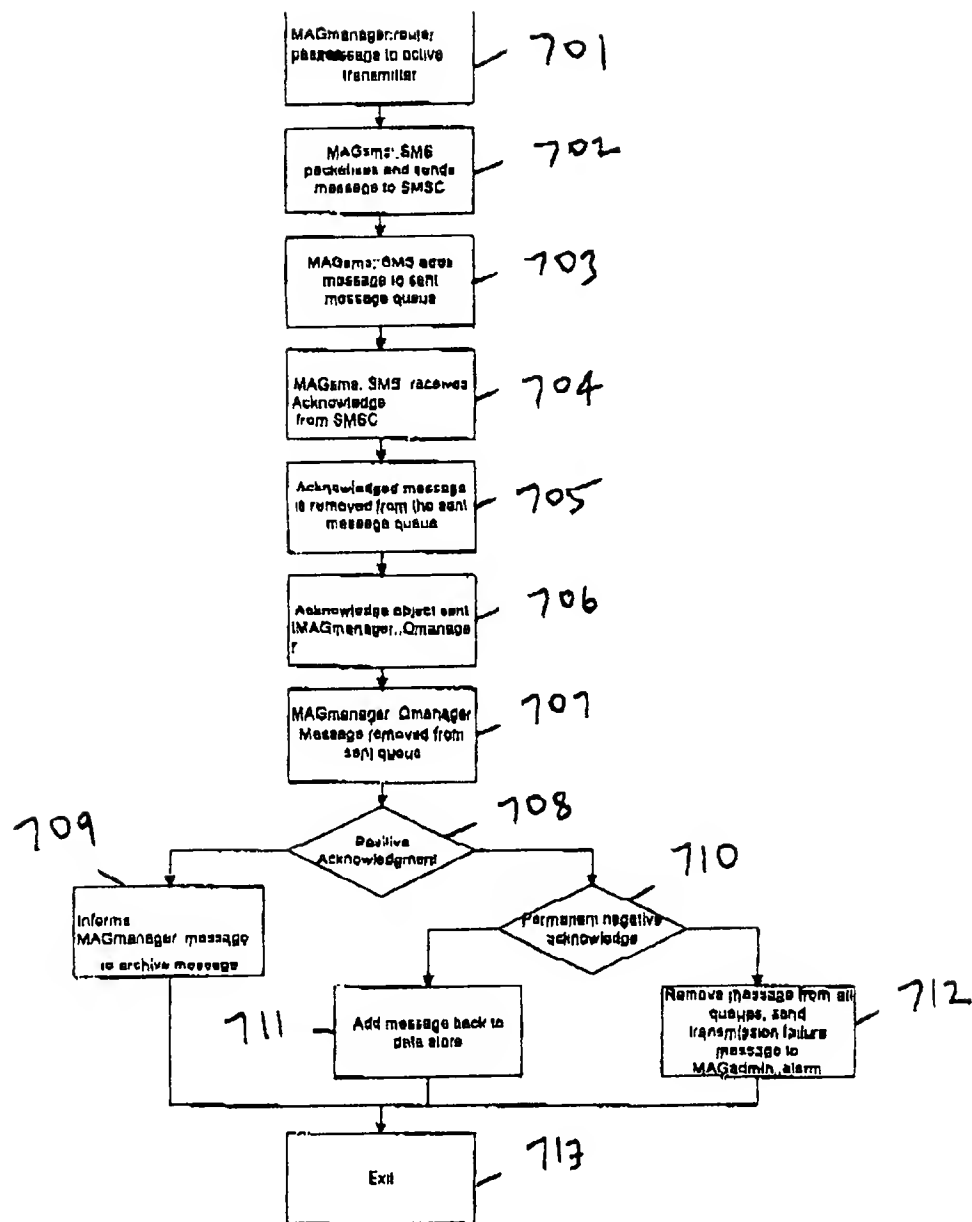 MAGmanager:router
passmessage to active
transmitter
701
MAGsms:.SMS
packetises and sends
message to SMSC
702
MAGsms:.SMS adds
message to sent
message queue
703
MAGsms. SMS receives
Acknowledge
from SMSC
704
Acknowledged message
is removed from the sent
message queue
705
Acknowledge object sent
MAGmanager..Qmanage
r
706
MAGmanager Qmanager
Message removed from
sent queue
707
Positive
Acknowledgment
708
709
Informs
MAGmanager message
to archive message
Permanent negative
acknowledge
710
711
Add message back to
data store
Remove message from all
queues, send
transmission failure
message to
MAGadmin..alarm
712
Exit
713